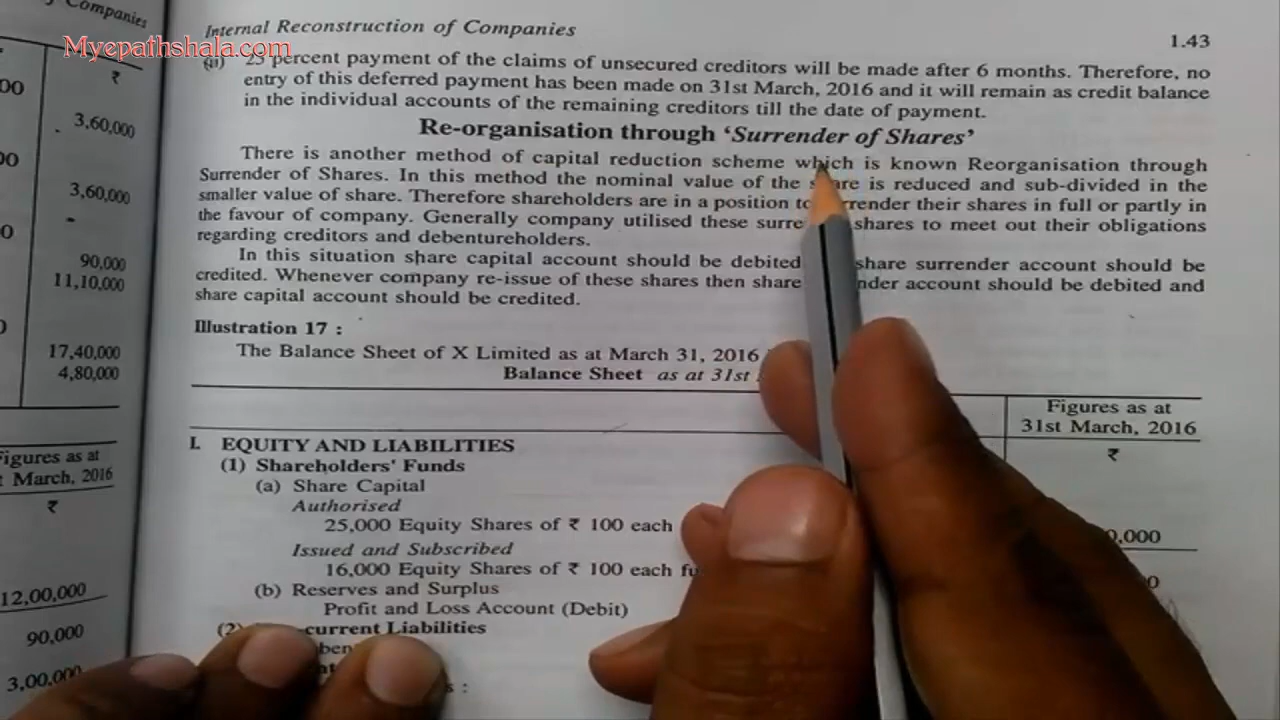 Companies
₹
00
3,60,000
3,60,000
-
90,000
11,10,000
17,40,000
4,80,000
Figures as at
March, 2016
₹
12,00,000
90,000
3,00,000
Myepathshala.com
Internal Reconstruction of Companies
1.43
25 percent payment of the claims of unsecured creditors will be made after 6 months. Therefore, no
entry of this deferred payment has been made on 31st March, 2016 and it will remain as credit balance
in the individual accounts of the remaining creditors till the date of payment.
Re-organisation through ‘Surrender of Shares’
There is another method of capital reduction scheme which is known Reorganisation through
Surrender of Shares. In this method the nominal value of the is reduced and sub-divided in the
smaller value of share. Therefore shareholders are in a position their shares in full or partly in
the favour of company. Generally company utilised these shares to meet out their obligations
regarding creditors and debentureholders.
In this situation share capital account should be debited share surrender account should be
credited. Whenever company re-issue of these shares then share account should be debited and
share capital account should be credited.
Illustration 17 :
The Balance Sheet of X Limited as at March 31, 2016
Balance Sheet as at 31st
Figures as at
31st March, 2016
₹
I. EQUITY AND LIABILITIES
(1) Shareholders' Funds
(a) Share Capital
Authorised
25,000 Equity Shares of ₹ 100 each
Issued and Subscribed
16,000 Equity Shares of ₹ 100 each
(b) Reserves and Surplus
Profit and Loss Account (Debit)
(2) current Liabilities